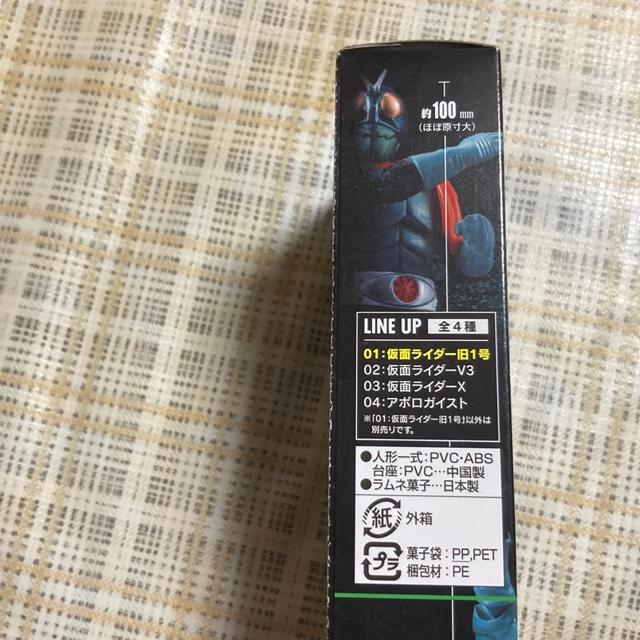 約100mm
(ほぼ原寸大)
LINE UP 全4種
01:仮面ライダー旧1号
02:仮面ライダーV3
03:仮面ライダーX
04:アポロガイスト
※「01:仮面ライダー旧1号」以外は
別売りです。
●人形一式:PVC・ABS
台座:PVC…中国製
●ラムネ菓子…日本製
紙 外箱
プラ 菓子袋:PP,PET
梱包材:PE